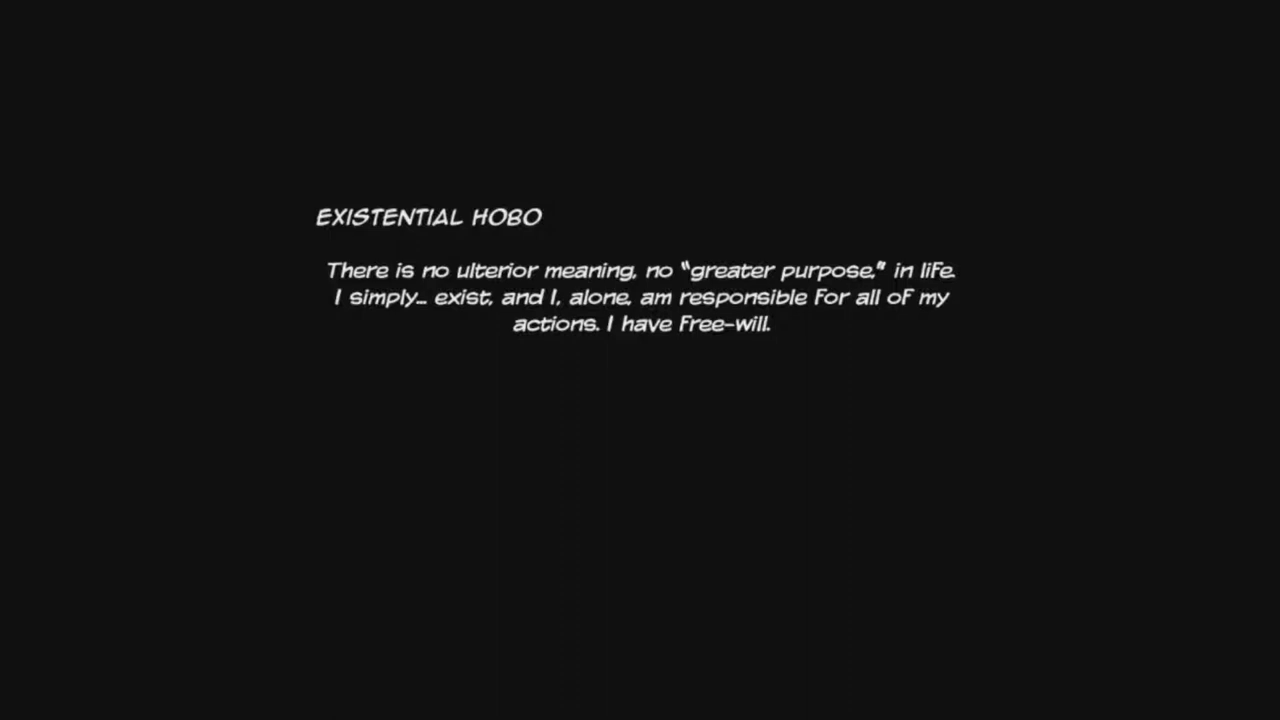 EXISTENTIAL HOBO
There is no ulterior meaning, no "greater purpose," in life.
I simply... exist, and I, alone, am responsible for all of my
actions. I have free-will.